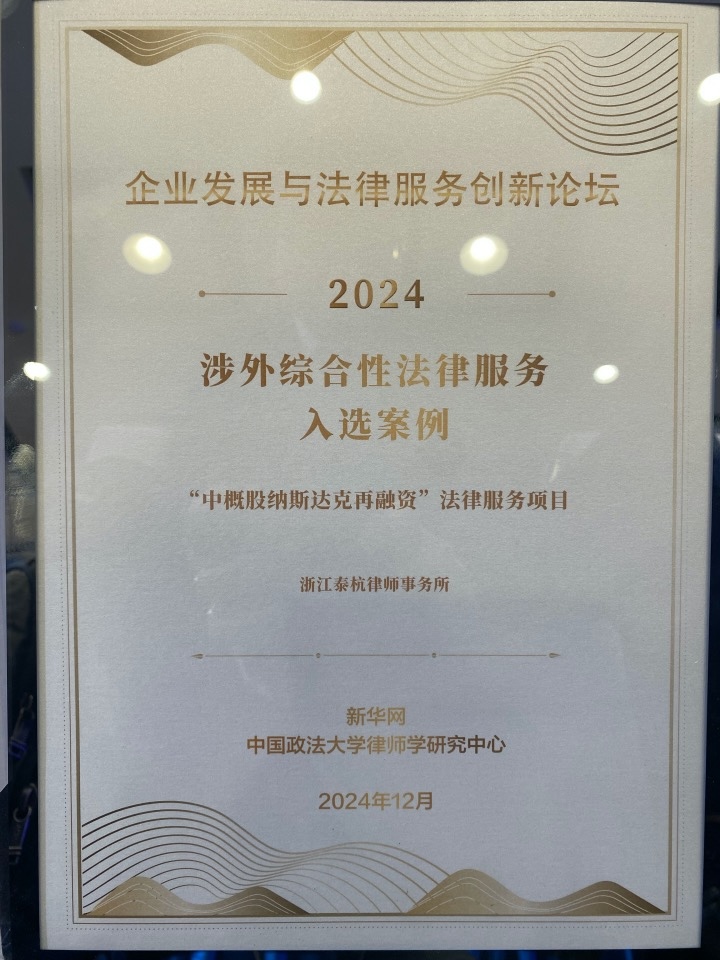 企业发展与法律服务创新论坛
2024
涉外综合性法律服务
入选案例
“中概股纳斯达克再融资”法律服务项目
浙江泰杭律师事务所
新华网
中国政法大学律师学研究中心
2024年12月